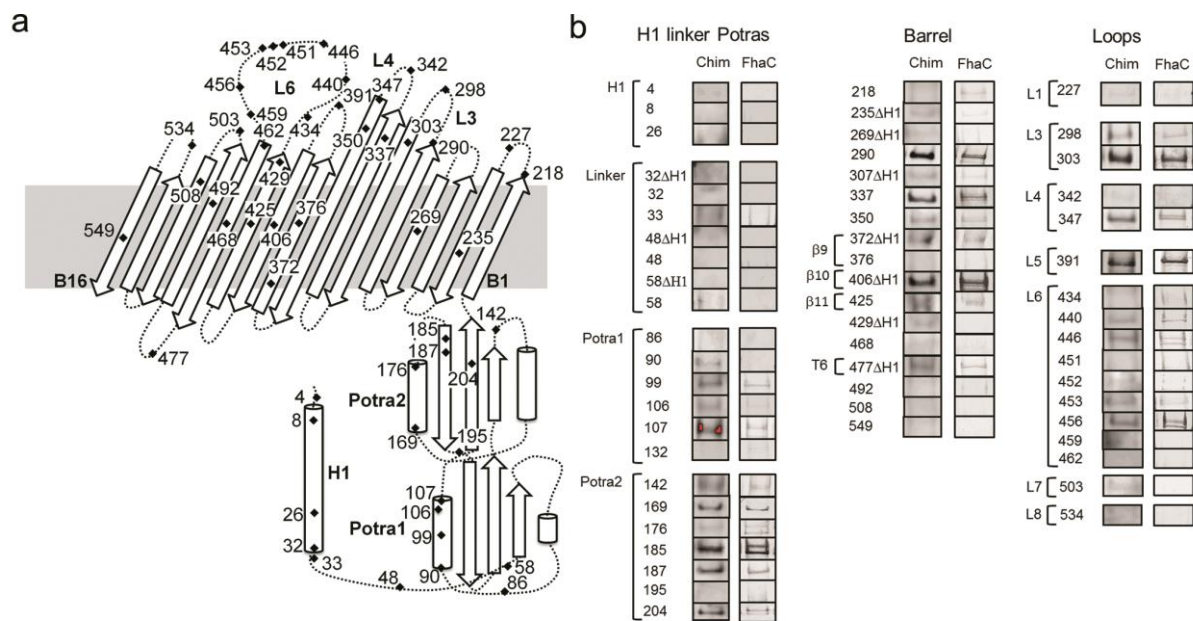 a
453
452
451
446
L4
342
456
L6
440
391
347
298
459
L3
534
503
462
434
350
303
227
337
290
218
508
492
429
549
468
425
406
376
372
269
235
B16
B1
477
185
142
187
176
204
4
Potra2
8
169
195
H1
107
106
26
Potra1
99
32
33
90
58
48
86
b
H1 linker Potras
Chim FhaC
H1
4
8
26
Linker
32ΔH1
32
33
48ΔH1
48
58ΔH1
58
Potra1
86
90
99
106
107
132
Potra2
142
169
176
185
187
195
204
Barrel
Chim FhaC
218
235ΔH1
269ΔH1
290
307ΔH1
337
350
β9
372ΔH1
376
β10
406ΔH1
β11
425
429ΔH1
468
T6
477ΔH1
492
508
549
Loops
Chim FhaC
L1
227
L3
298
303
L4
342
347
L5
391
L6
434
440
446
451
452
453
456
459
462
L7
503
L8
534